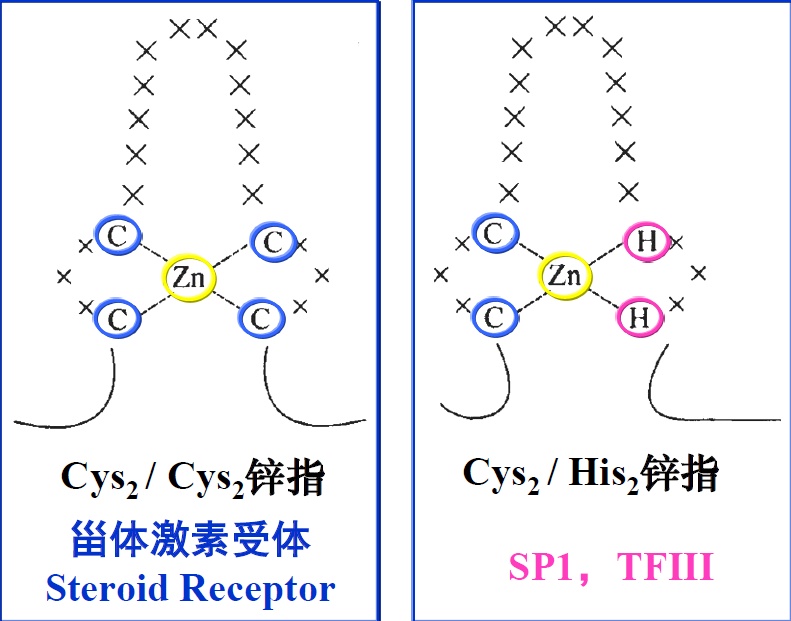 C
C
Zn
C
C
Cys₂ / Cys₂锌指
甾体激素受体
Steroid Receptor
C
H
Zn
C
H
Cys₂ / His₂锌指
SP1，TFIII